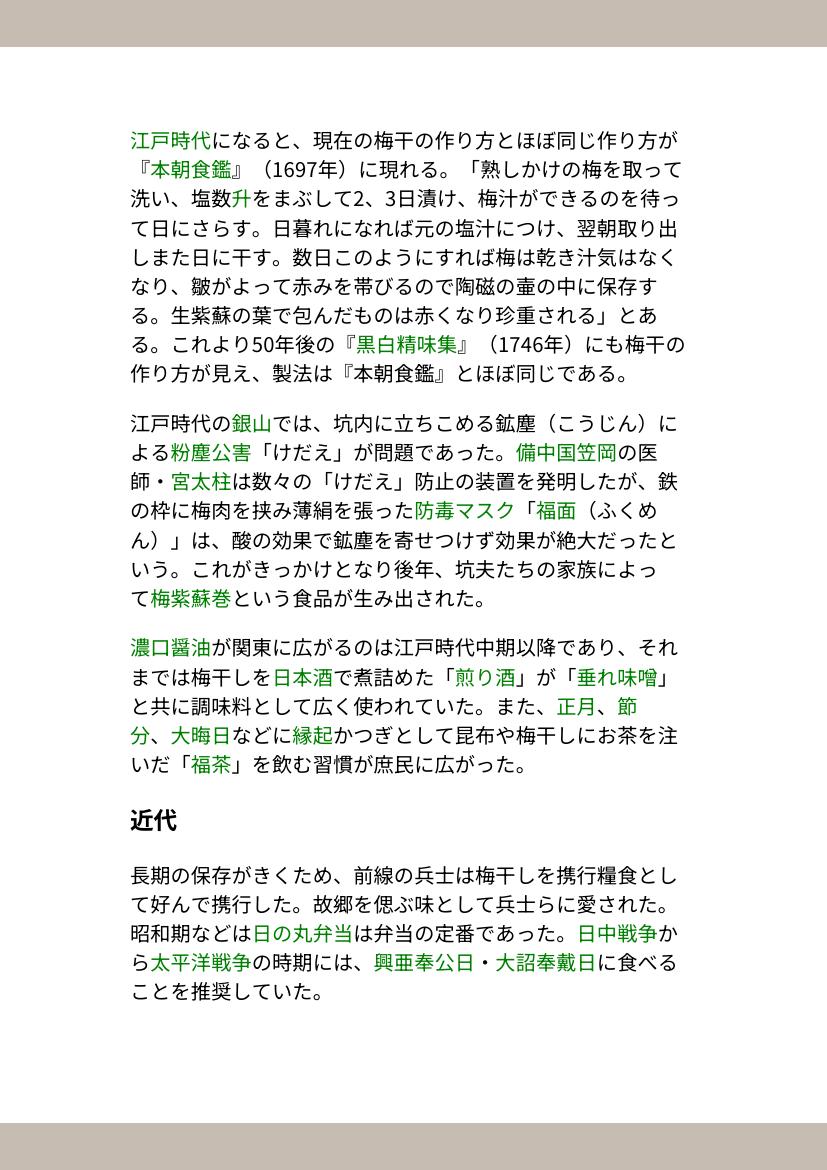 江戸時代になると、現在の梅干の作り方とほぼ同じ作り方が
『本朝食鑑』（1697年）に現れる。「熟しかけの梅を取って
洗い、塩数升をまぶして2、3日漬け、梅汁ができるのを待っ
て日にさらす。日暮れになれば元の塩汁につけ、翌朝取り出
しまた日に干す。数日このようにすれば梅は乾き汁気はなく
なり、皺がよって赤みを帯びるので陶磁の壷の中に保存す
る。生紫蘇の葉で包んだものは赤くなり珍重される」とあ
る。これより50年後の『黒白精味集』（1746年）にも梅干の
作り方が見え、製法は『本朝食鑑』とほぼ同じである。
江戸時代の銀山では、坑内に立ちこめる鉱塵（こうじん）に
よる粉塵公害「けだえ」が問題であった。備中国笠岡の医
師・宮太柱は数々の「けだえ」防止の装置を発明したが、鉄
の枠に梅肉を挟み薄絹を張った防毒マスク「福面（ふくめ
ん）」は、酸の効果で鉱塵を寄せつけず効果が絶大だったと
いう。これがきっかけとなり後年、坑夫たちの家族によっ
て梅紫蘇巻という食品が生み出された。
濃口醤油が関東に広がるのは江戸時代中期以降であり、それ
までは梅干しを日本酒で煮詰めた「煎り酒」が「垂れ味噌」
と共に調味料として広く使われていた。また、正月、節
分、大晦日などに縁起かつぎとして昆布や梅干しにお茶を注
いだ「福茶」を飲む習慣が庶民に広がった。
近代
長期の保存がきくため、前線の兵士は梅干しを携行糧食とし
て好んで携行した。故郷を偲ぶ味として兵士らに愛された。
昭和期などは日の丸弁当は弁当の定番であった。日中戦争か
ら太平洋戦争の時期には、興亜奉公日・大詔奉戴日に食べる
ことを推奨していた。